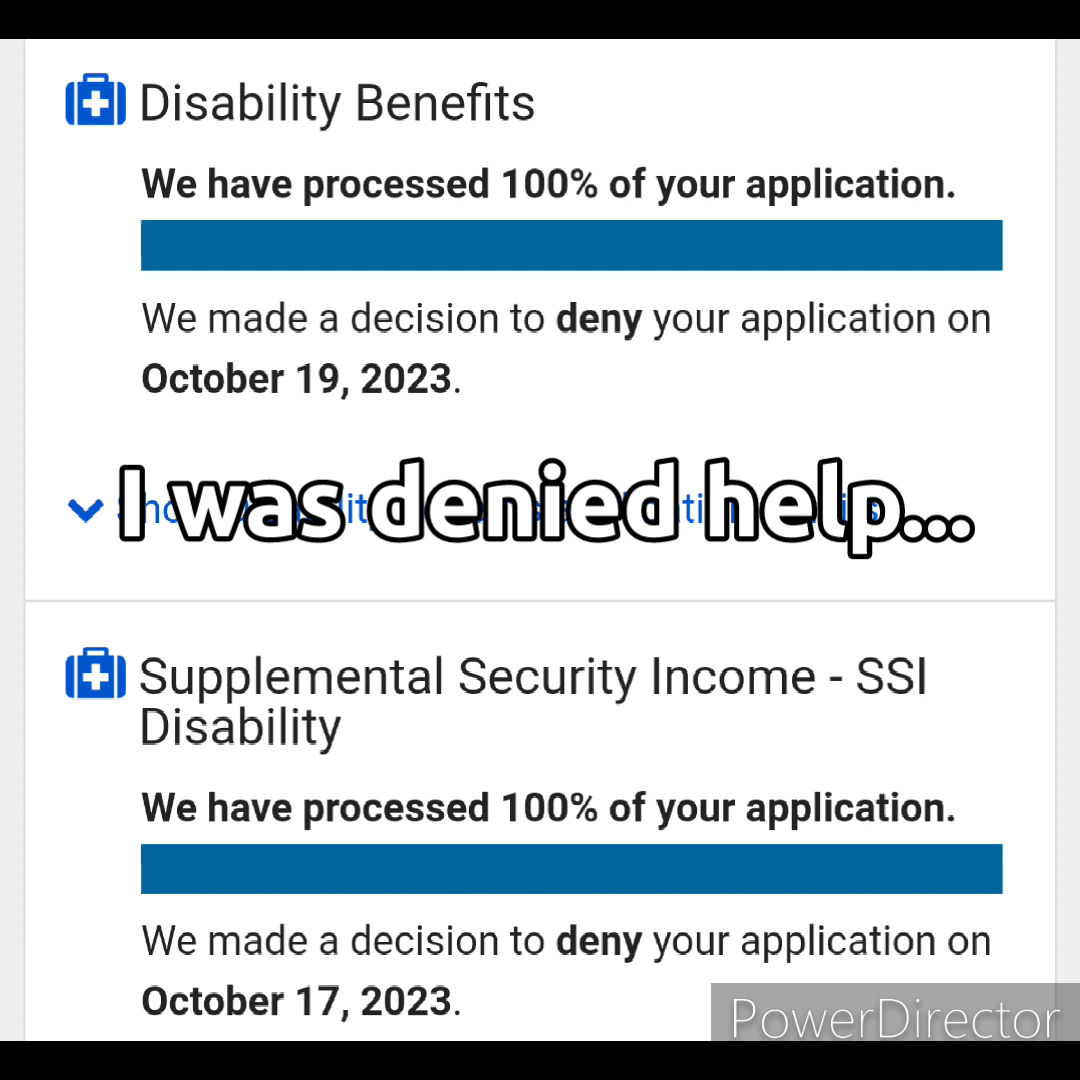 Disability Benefits
We have processed 100% of your application.
We made a decision to deny your application on
October 19, 2023.
I was denied help...
Supplemental Security Income - SSI
Disability
We have processed 100% of your application.
We made a decision to deny your application on
October 17, 2023.
PowerDirector